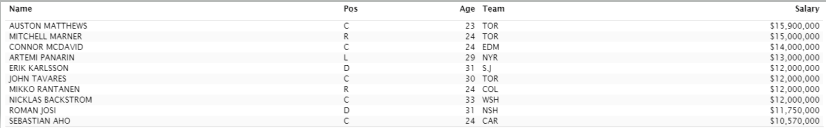 Name Pos Age Team Salary
AUSTON MATTHEWS C 23 TOR $15,900,000
MITCHELL MARNER R 24 TOR $15,000,000
CONNOR MCDAVID C 24 EDM $14,000,000
ARTEMI PANARIN L 29 NYR $13,000,000
ERIK KARLSSON D 31 S.J $12,000,000
JOHN TAVARES C 30 TOR $12,000,000
MIKKO RANTANEN R 24 COL $12,000,000
NICKLAS BACKSTROM C 33 WSH $12,000,000
ROMAN JOSI D 31 NSH $11,750,000
SEBASTIAN AHO C 24 CAR $10,570,000